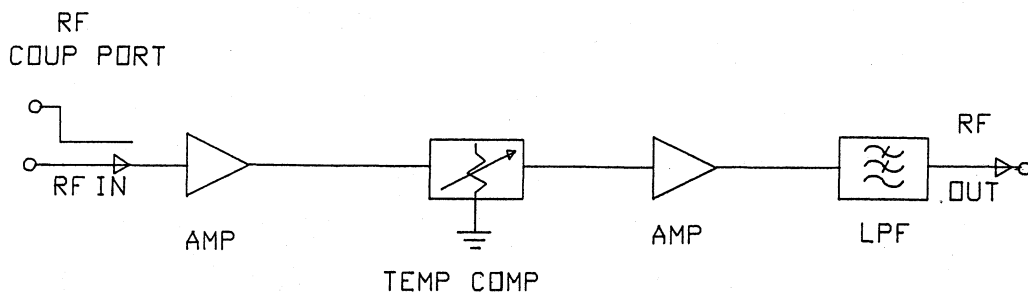 RF
COUP PORT
RF IN
AMP
TEMP COMP
AMP
LPF
RF
OUT